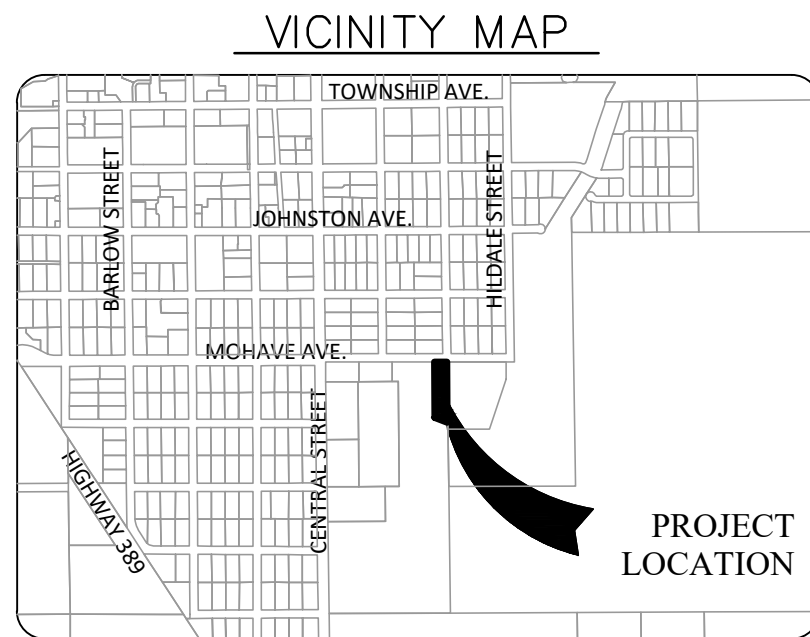 VICINITY MAP
TOWNSHIP AVE.
BARLOW STREET
HILDALE STREET
JOHNSTON AVE.
MOHAVE AVE.
CENTRAL STREET
HIGHWAY 389
PROJECT
LOCATION